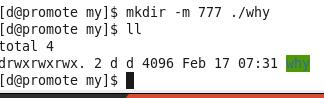 [d@promote my]$ mkdir -m 777 ./why
[d@promote my]$ ll
total 4
drwxrwxrwx. 2 d d 4096 Feb 17 07:31 why
[d@promote my]$